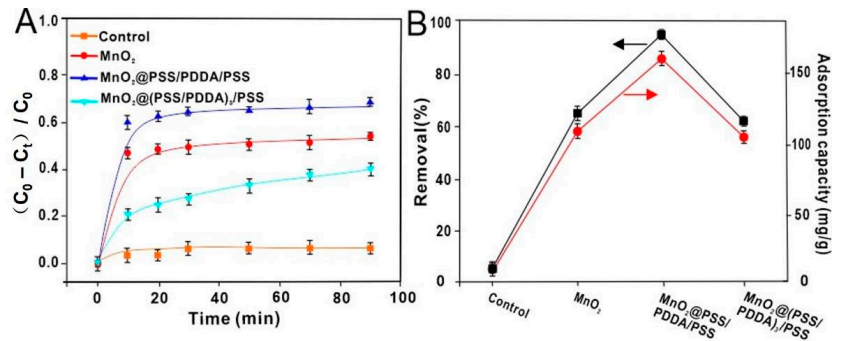 A
1.0
0.8
0.6
0.4
0.2
0.0
(C₀ – Cₜ) / C₀
Control
MnO₂
MnO₂@PSS/PDDA/PSS
MnO₂@(PSS/PDDA)₃/PSS
0
20
40
60
80
100
Time (min)
B
100
80
60
40
20
0
Removal(%)
150
100
50
0
Adsorption capacity (mg/g)
Control
MnO₂
MnO₂@PSS/
PDDA/PSS
MnO₂@(PSS/
PDDA)₃/PSS